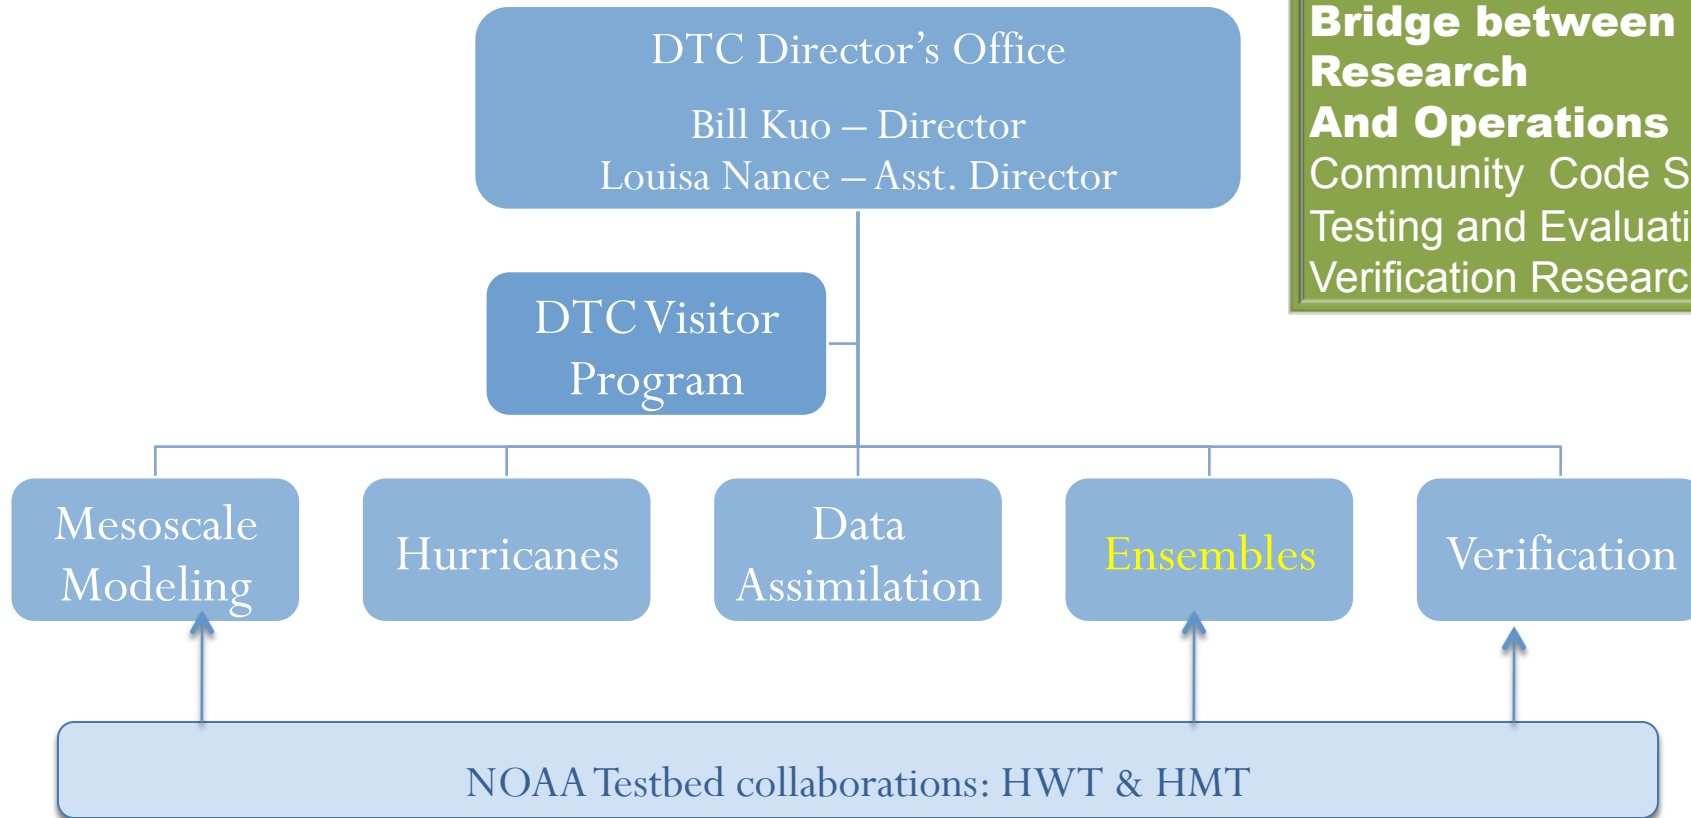 DTC Director’s Office
Bill Kuo – Director
Louisa Nance – Asst. Director
Bridge between
Research
And Operations
Community Code
Testing and
Verification
DTC Visitor
Program
Mesoscale
Modeling
Hurricanes
Data
Assimilation
Ensembles
Verification
NOAA Testbed collaborations: HWT & HMT